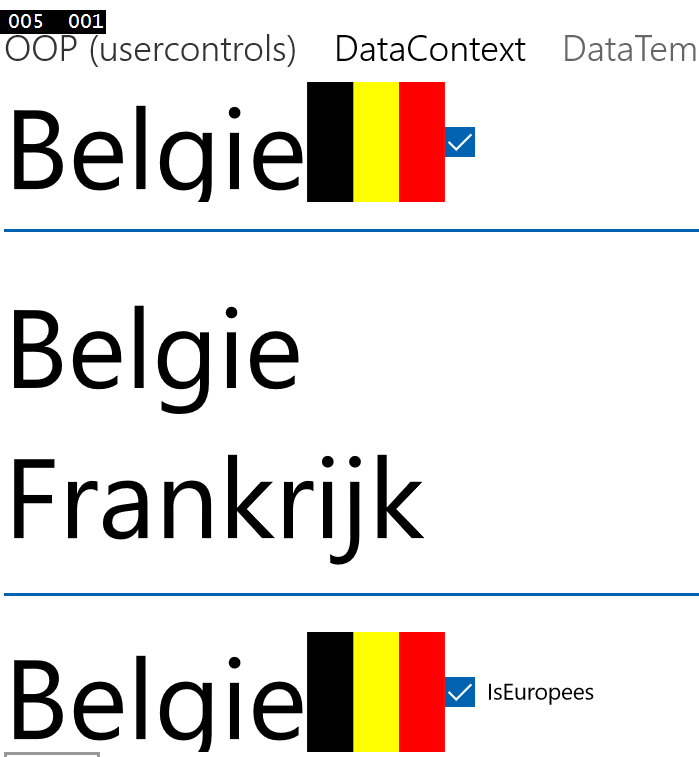 005 001
OOP (usercontrols) DataContext DataTem
Belgie
Belgie
Frankrijk
Belgie IsEuropees